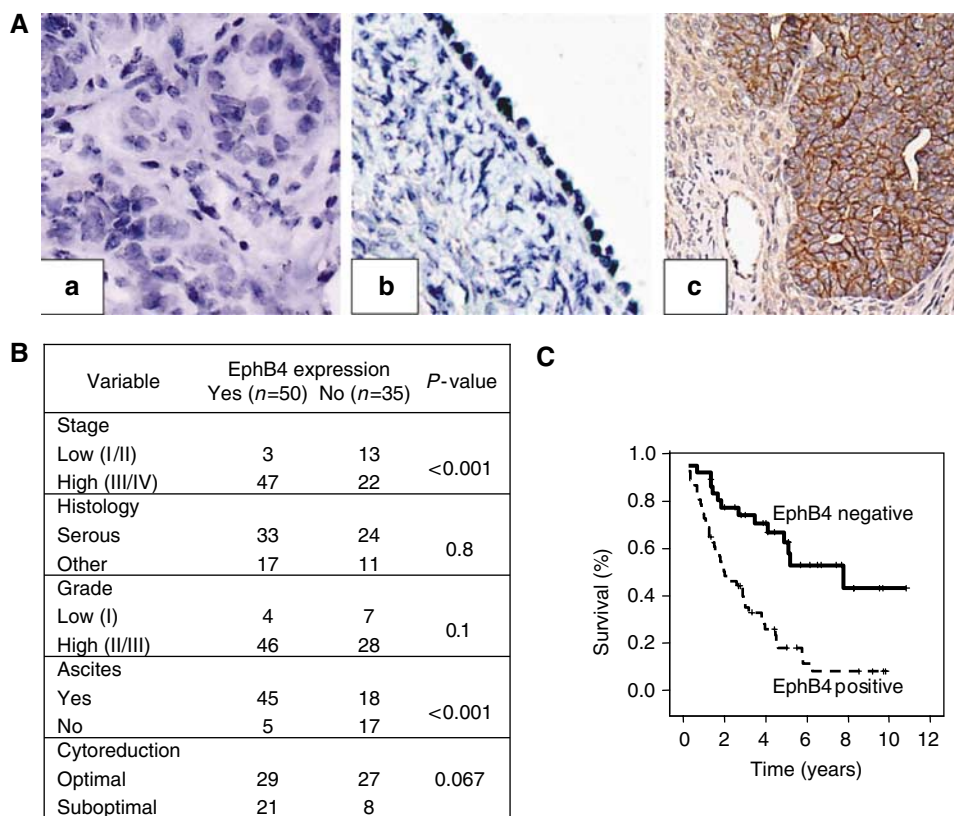 A
a
b
c
B
Variable EphB4 expression P-value
Yes (n=50) No (n=35)
Stage
Low (I/II) 3 13 <0.001
High (III/IV) 47 22
Histology
Serous 33 24 0.8
Other 17 11
Grade
Low (I) 4 7 0.1
High (II/III) 46 28
Ascites
Yes 45 18 <0.001
No 5 17
Cytoreduction
Optimal 29 27 0.067
Suboptimal 21 8
C
1.0
0.8
0.6
0.4
0.2
0.0
Survival (%)
EphB4 negative
EphB4 positive
0 2 4 6 8 10 12
Time (years)